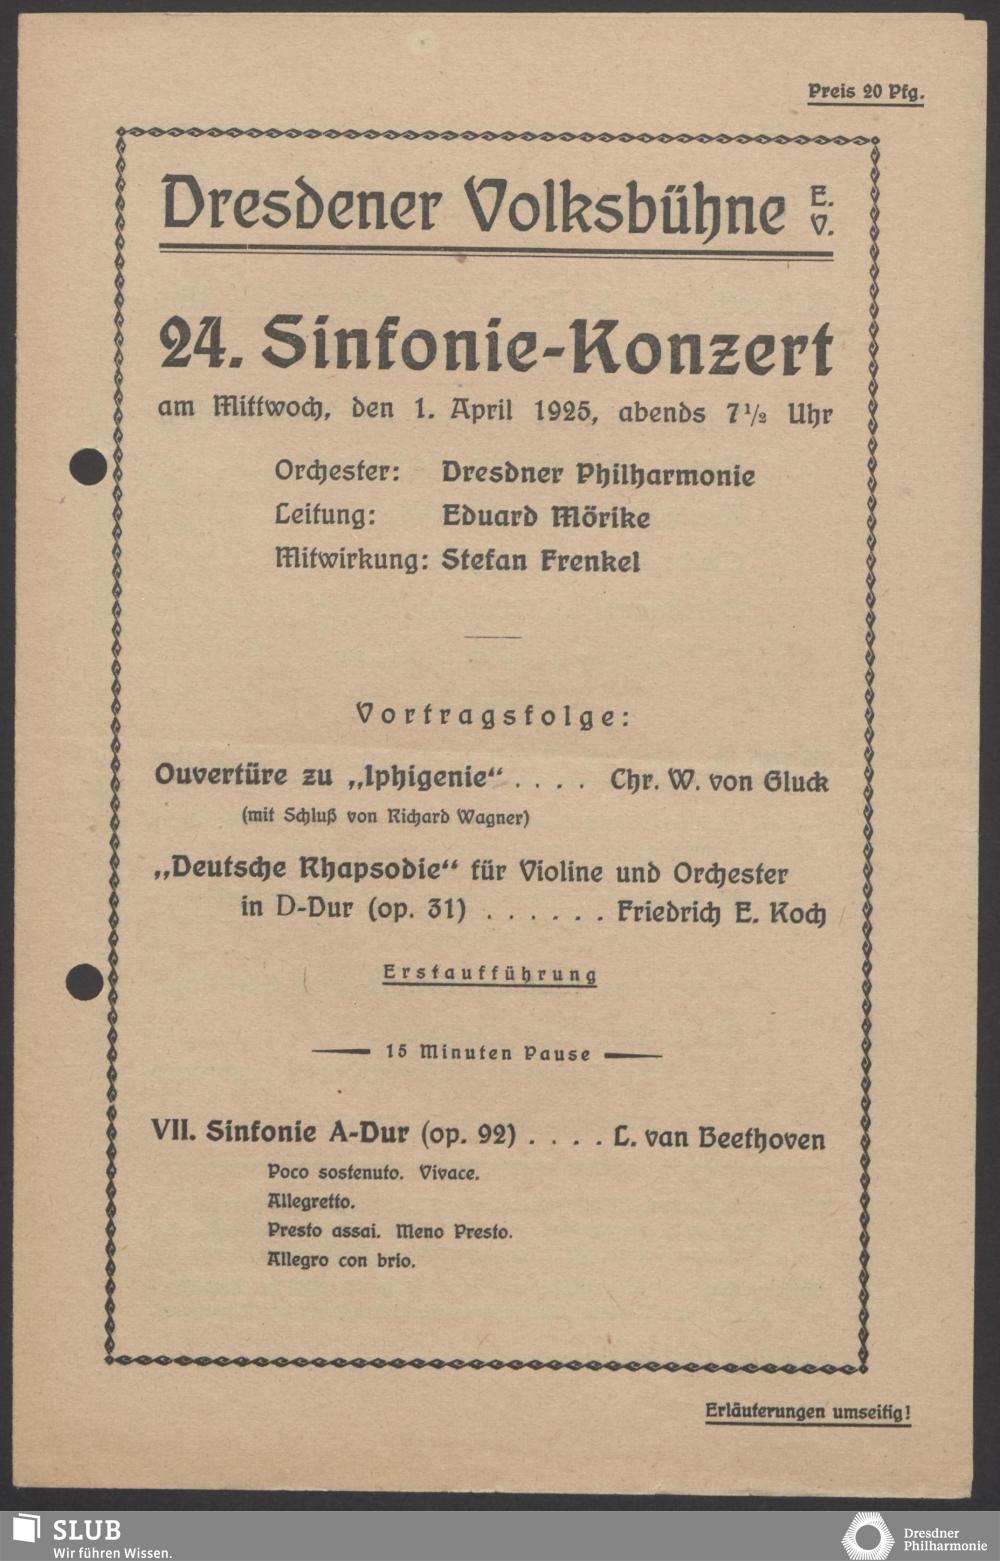 Preis 20 Pfg.
Dresdener Volksbühne E. V.
24. Sinfonie-Konzert
am Mittwoch, den 1. April 1925, abends 7½ Uhr
Orchester: Dresdner Philharmonie
Leitung: Eduard Mörike
Mitwirkung: Stefan Frenkel
Vortragsfolge:
Ouvertüre zu „Iphigenie“ . . . . Chr. W. von Gluck
(mit Schluß von Richard Wagner)
„Deutsche Rhapsodie“ für Violine und Orchester
in D-Dur (op. 31) . . . . . . Friedrich E. Koch
Erstaufführung
15 Minuten Pause
VII. Sinfonie A-Dur (op. 92) . . . . L. van Beethoven
Poco sostenuto. Vivace.
Allegretto.
Presto assai. Meno Presto.
Allegro con brio.
Erläuterungen umseitig!
SLUB
Wir führen Wissen.
Dresdner
Philharmonie